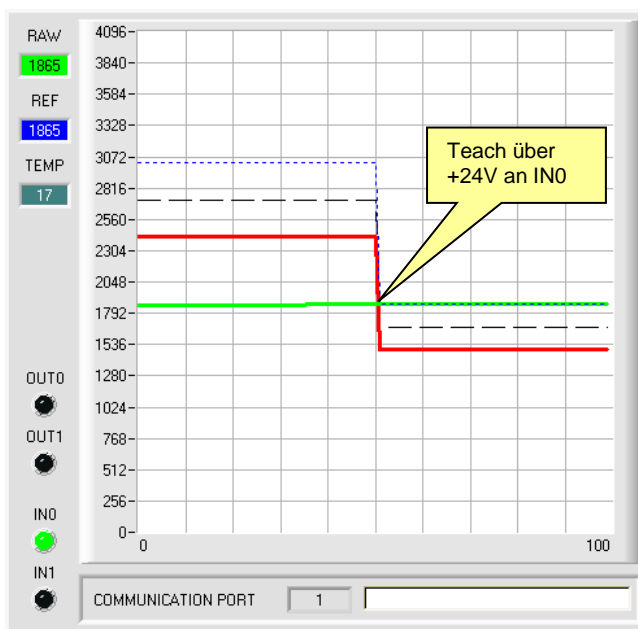 RAW
1865
REF
1865
TEMP
17
4096
3840
3584
3328
3072
2816
2560
2304
2048
1792
1536
1280
1024
768
512
256
0
0
100
Teach über
+24V an IN0
OUT0
OUT1
IN0
IN1
COMMUNICATION PORT
1